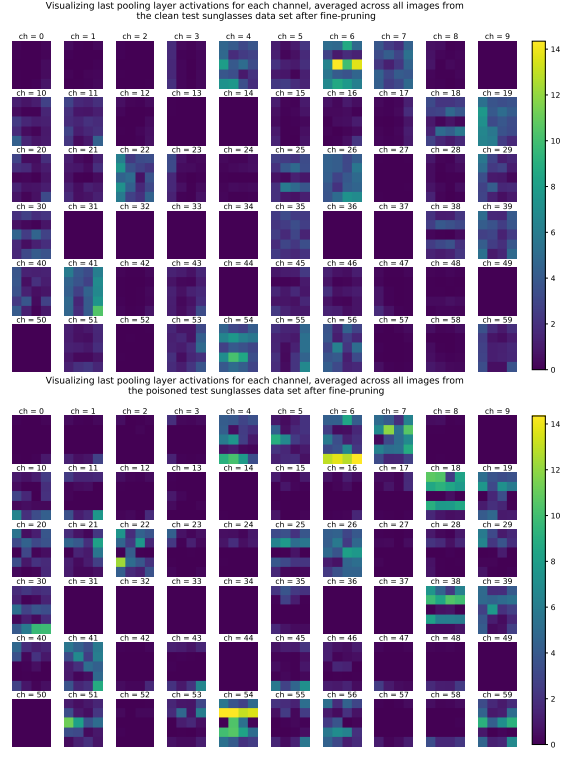 Visualizing last pooling layer activations for each channel, averaged across all images from
the clean test sunglasses data set after fine-pruning
ch = 0 ch = 1 ch = 2 ch = 3 ch = 4 ch = 5 ch = 6 ch = 7 ch = 8 ch = 9
14
12
ch = 10 ch = 11 ch = 12 ch = 13 ch = 14 ch = 15 ch = 16 ch = 17 ch = 18 ch = 19
10
ch = 20 ch = 21 ch = 22 ch = 23 ch = 24 ch = 25 ch = 26 ch = 27 ch = 28 ch = 29
8
ch = 30 ch = 31 ch = 32 ch = 33 ch = 34 ch = 35 ch = 36 ch = 37 ch = 38 ch = 39
6
ch = 40 ch = 41 ch = 42 ch = 43 ch = 44 ch = 45 ch = 46 ch = 47 ch = 48 ch = 49
4
2
ch = 50 ch = 51 ch = 52 ch = 53 ch = 54 ch = 55 ch = 56 ch = 57 ch = 58 ch = 59
0
Visualizing last pooling layer activations for each channel, averaged across all images from
the poisoned test sunglasses data set after fine-pruning
ch = 0 ch = 1 ch = 2 ch = 3 ch = 4 ch = 5 ch = 6 ch = 7 ch = 8 ch = 9
14
12
ch = 10 ch = 11 ch = 12 ch = 13 ch = 14 ch = 15 ch = 16 ch = 17 ch = 18 ch = 19
10
ch = 20 ch = 21 ch = 22 ch = 23 ch = 24 ch = 25 ch = 26 ch = 27 ch = 28 ch = 29
8
ch = 30 ch = 31 ch = 32 ch = 33 ch = 34 ch = 35 ch = 36 ch = 37 ch = 38 ch = 39
6
ch = 40 ch = 41 ch = 42 ch = 43 ch = 44 ch = 45 ch = 46 ch = 47 ch = 48 ch = 49
4
2
ch = 50 ch = 51 ch = 52 ch = 53 ch = 54 ch = 55 ch = 56 ch = 57 ch = 58 ch = 59
0